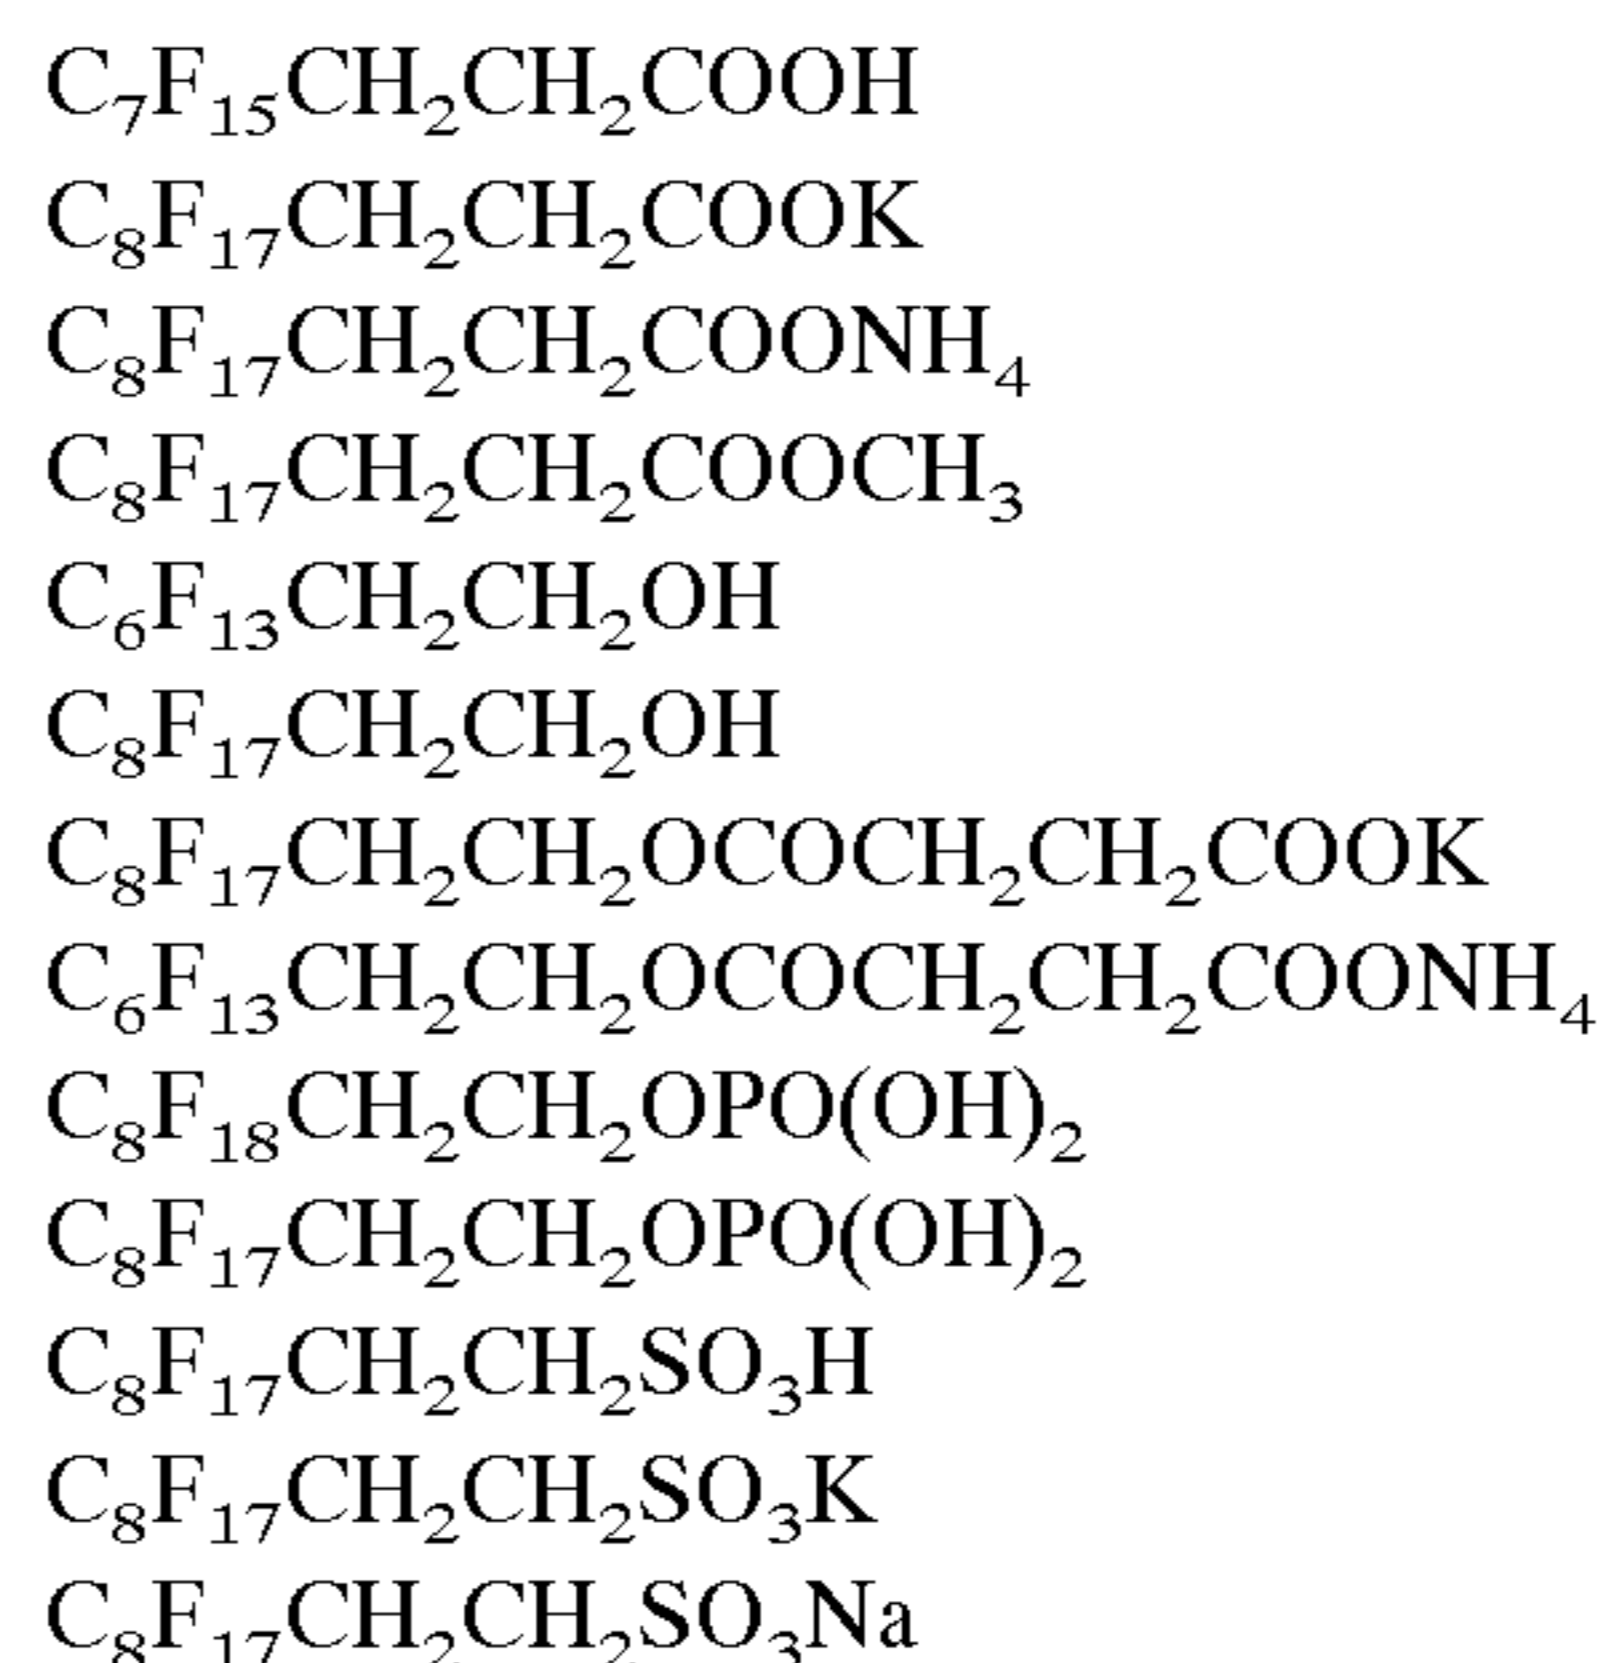 C₇F₁₅CH₂CH₂COOH
C₈F₁₇CH₂CH₂COOK
C₈F₁₇CH₂CH₂COONH₄
C₈F₁₇CH₂CH₂COOCH₃
C₆F₁₃CH₂CH₂OH
C₈F₁₇CH₂CH₂OH
C₈F₁₇CH₂CH₂OCOCH₂CH₂COOK
C₆F₁₃CH₂CH₂OCOCH₂CH₂COONH₄
C₈F₁₈CH₂CH₂OPO(OH)₂
C₈F₁₇CH₂CH₂OPO(OH)₂
C₈F₁₇CH₂CH₂SO₃H
C₈F₁₇CH₂CH₂SO₃K
C₈F₁₇CH₂CH₂SO₃Na